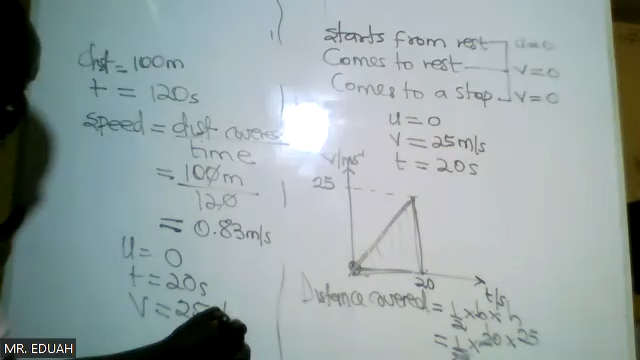 dist = 100m
t = 120s
Speed = dist covered
time
= 100m
120
= 0.83m/s
u = 0
t = 20s
V = 25
Starts from rest u=0
Comes to rest V=0
Comes to a stop V=0
u = 0
V = 25m/s
t = 20s
V/ms⁻¹
25
20
t/s
Distance covered = 1/2 × b × h
= 1/2 × 20 × 25
MR. EDUAH